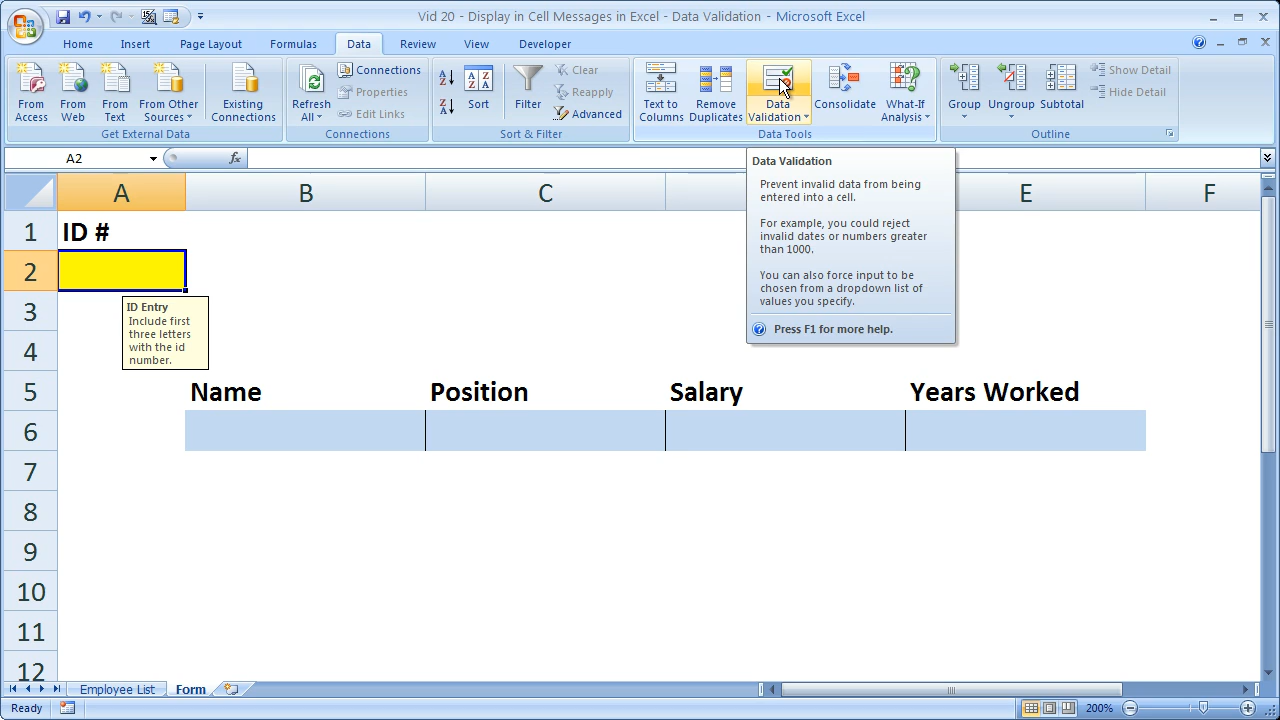 Vid 20 - Display in Cell Messages in Excel - Data Validation - Microsoft Excel
Home Insert Page Layout Formulas Data Review View Developer
From Access
From Web
From Text
From Other Sources
Existing Connections
Get External Data
Refresh All
Connections
Properties
Edit Links
Connections
Sort
Filter
Clear
Reapply
Advanced
Sort & Filter
Text to Columns
Remove Duplicates
Data Validation
Consolidate
What-If Analysis
Data Tools
Group
Ungroup
Subtotal
Show Detail
Hide Detail
Outline
A2
fx
Data Validation
Prevent invalid data from being
entered into a cell.
For example, you could reject
invalid dates or numbers greater
than 1000.
You can also force input to be
chosen from a dropdown list of
values you specify.
Press F1 for more help.
A B C E F
1 ID #
2
ID Entry
Include first
three letters
with the id
number.
3
4
5 Name Position Salary Years Worked
6
7
8
9
10
11
12
Employee List Form
Ready 200%